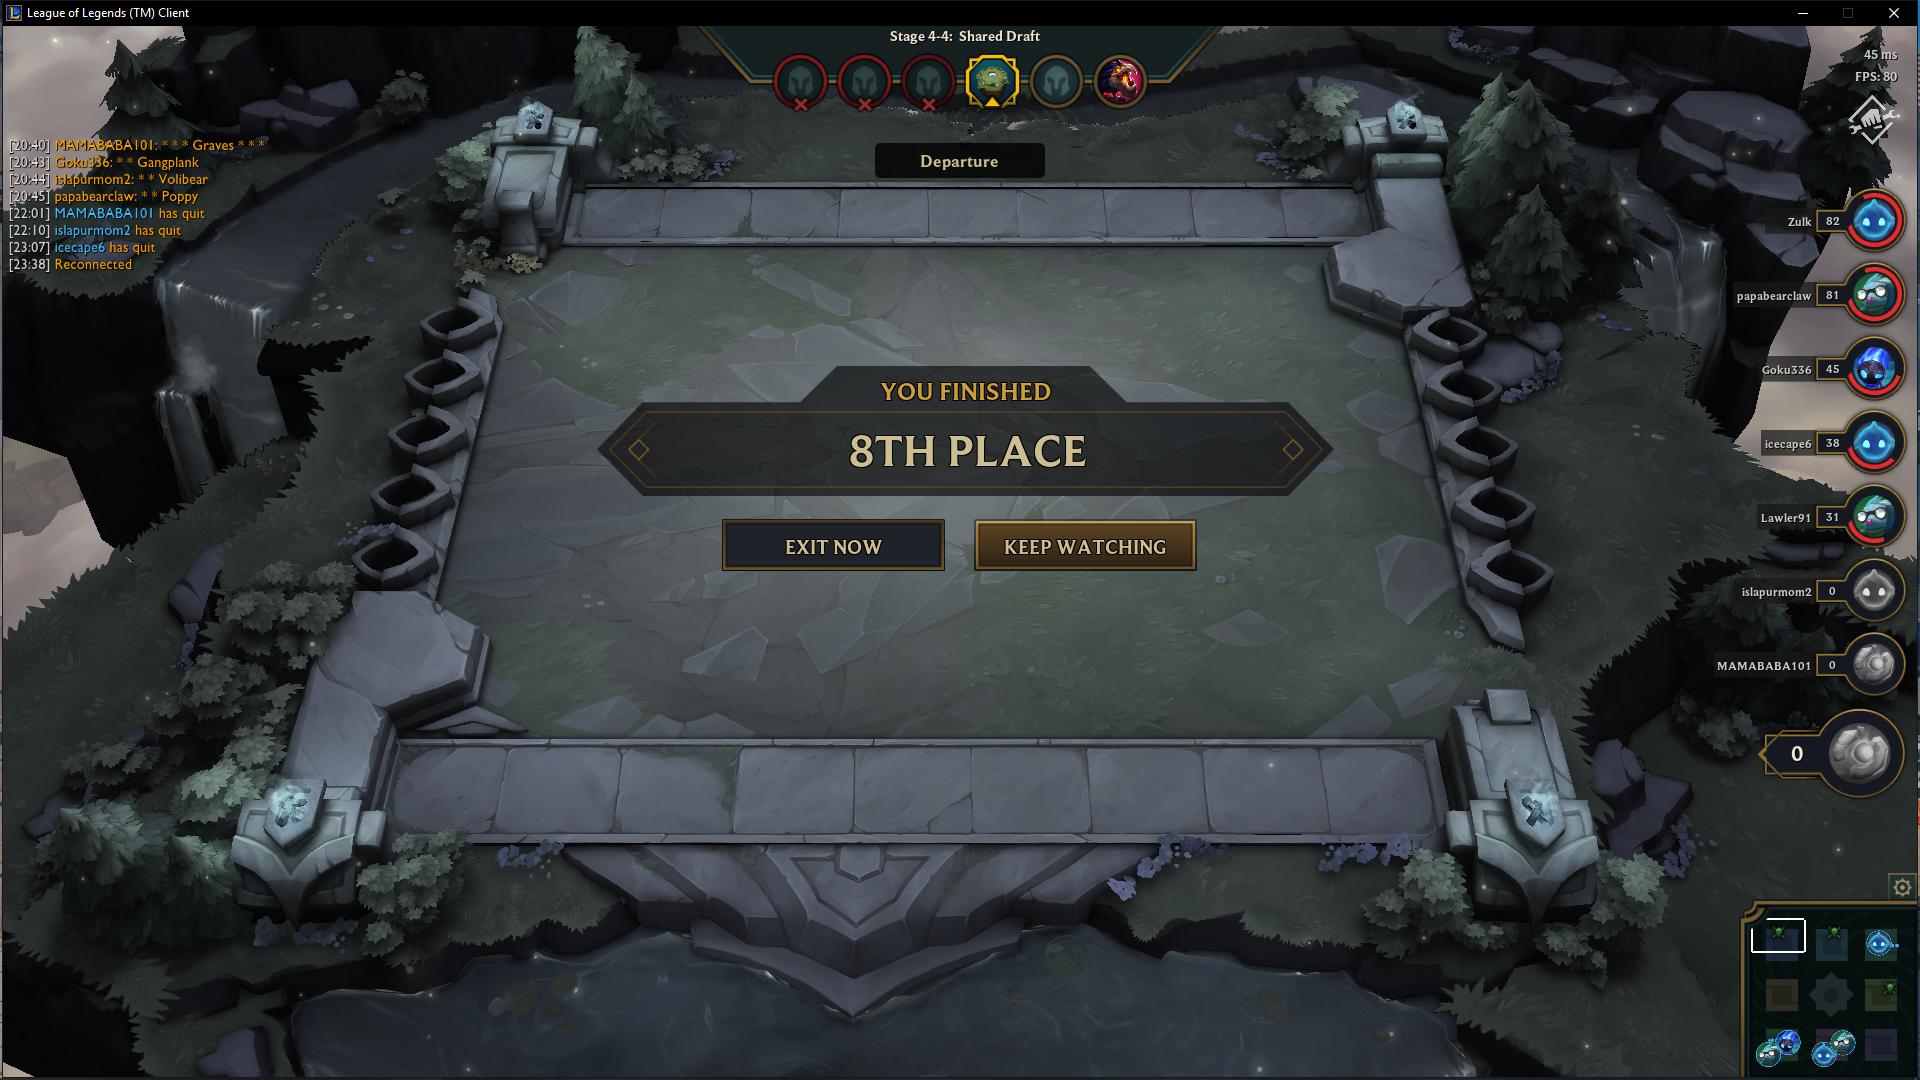 League of Legends (TM) Client
Stage 4-4: Shared Draft
45 ms
FPS: 80
Departure
[20:40] MAMABABA101: * * * Graves * * *
[20:43] Goku336: * * Gangplank
[20:44] islapurmom2: * * Volibear
[20:45] papabearclaw: * * Poppy
[22:01] MAMABABA101 has quit
[22:10] islapurmom2 has quit
[23:07] icecape6 has quit
[23:38] Reconnected
Zulk 82
papabearclaw 81
Goku336 45
icecape6 38
Lawler91 31
islapurmom2 0
MAMABABA101 0
0
YOU FINISHED
8TH PLACE
EXIT NOW
KEEP WATCHING